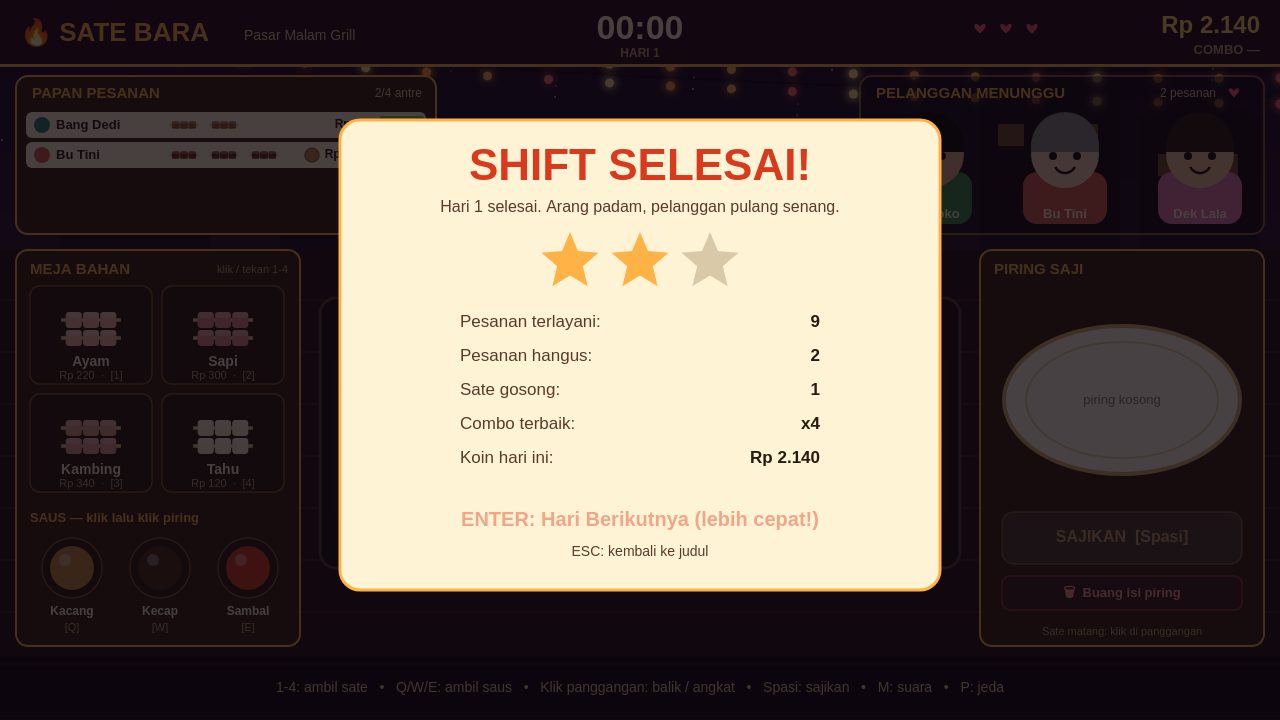 SATE BARA
Pasar Malam Grill
00:00
HARI 1
Rp 2.140
COMBO —
PAPAN PESANAN
2/4 antre
Bang Dedi
Bu Tini
Rp
PELANGGAN MENUNGGU
2 pesanan
Bu Tini
Dek Lala
SHIFT SELESAI!
Hari 1 selesai. Arang padam, pelanggan pulang senang.
Pesanan terlayani: 9
Pesanan hangus: 2
Sate gosong: 1
Combo terbaik: x4
Koin hari ini: Rp 2.140
ENTER: Hari Berikutnya (lebih cepat!)
ESC: kembali ke judul
MEJA BAHAN
klik / tekan 1-4
Ayam
Rp 220 · [1]
Sapi
Rp 300 · [2]
Kambing
Rp 340 · [3]
Tahu
Rp 120 · [4]
SAUS — klik lalu klik piring
Kacang
[Q]
Kecap
[W]
Sambal
[E]
PIRING SAJI
piring kosong
SAJIKAN [Spasi]
Buang isi piring
Sate matang: klik di panggangan
1-4: ambil sate • Q/W/E: ambil saus • Klik panggangan: balik / angkat • Spasi: sajikan • M: suara • P: jeda